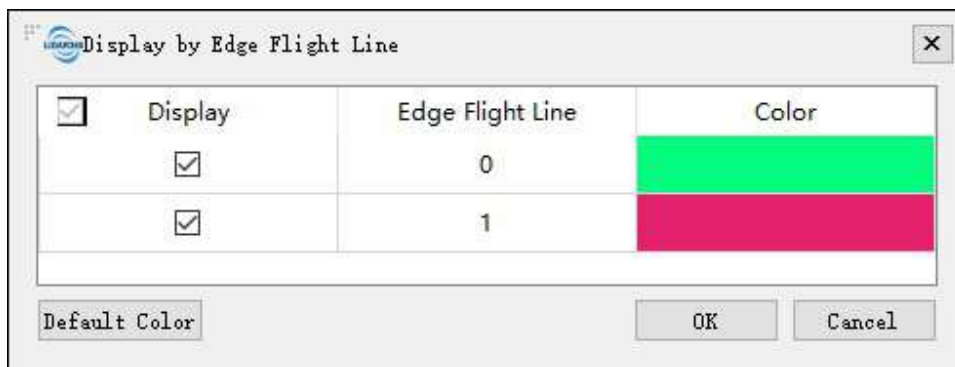 Display by Edge Flight Line
Display Edge Flight Line Color
0
1
Default Color OK Cancel